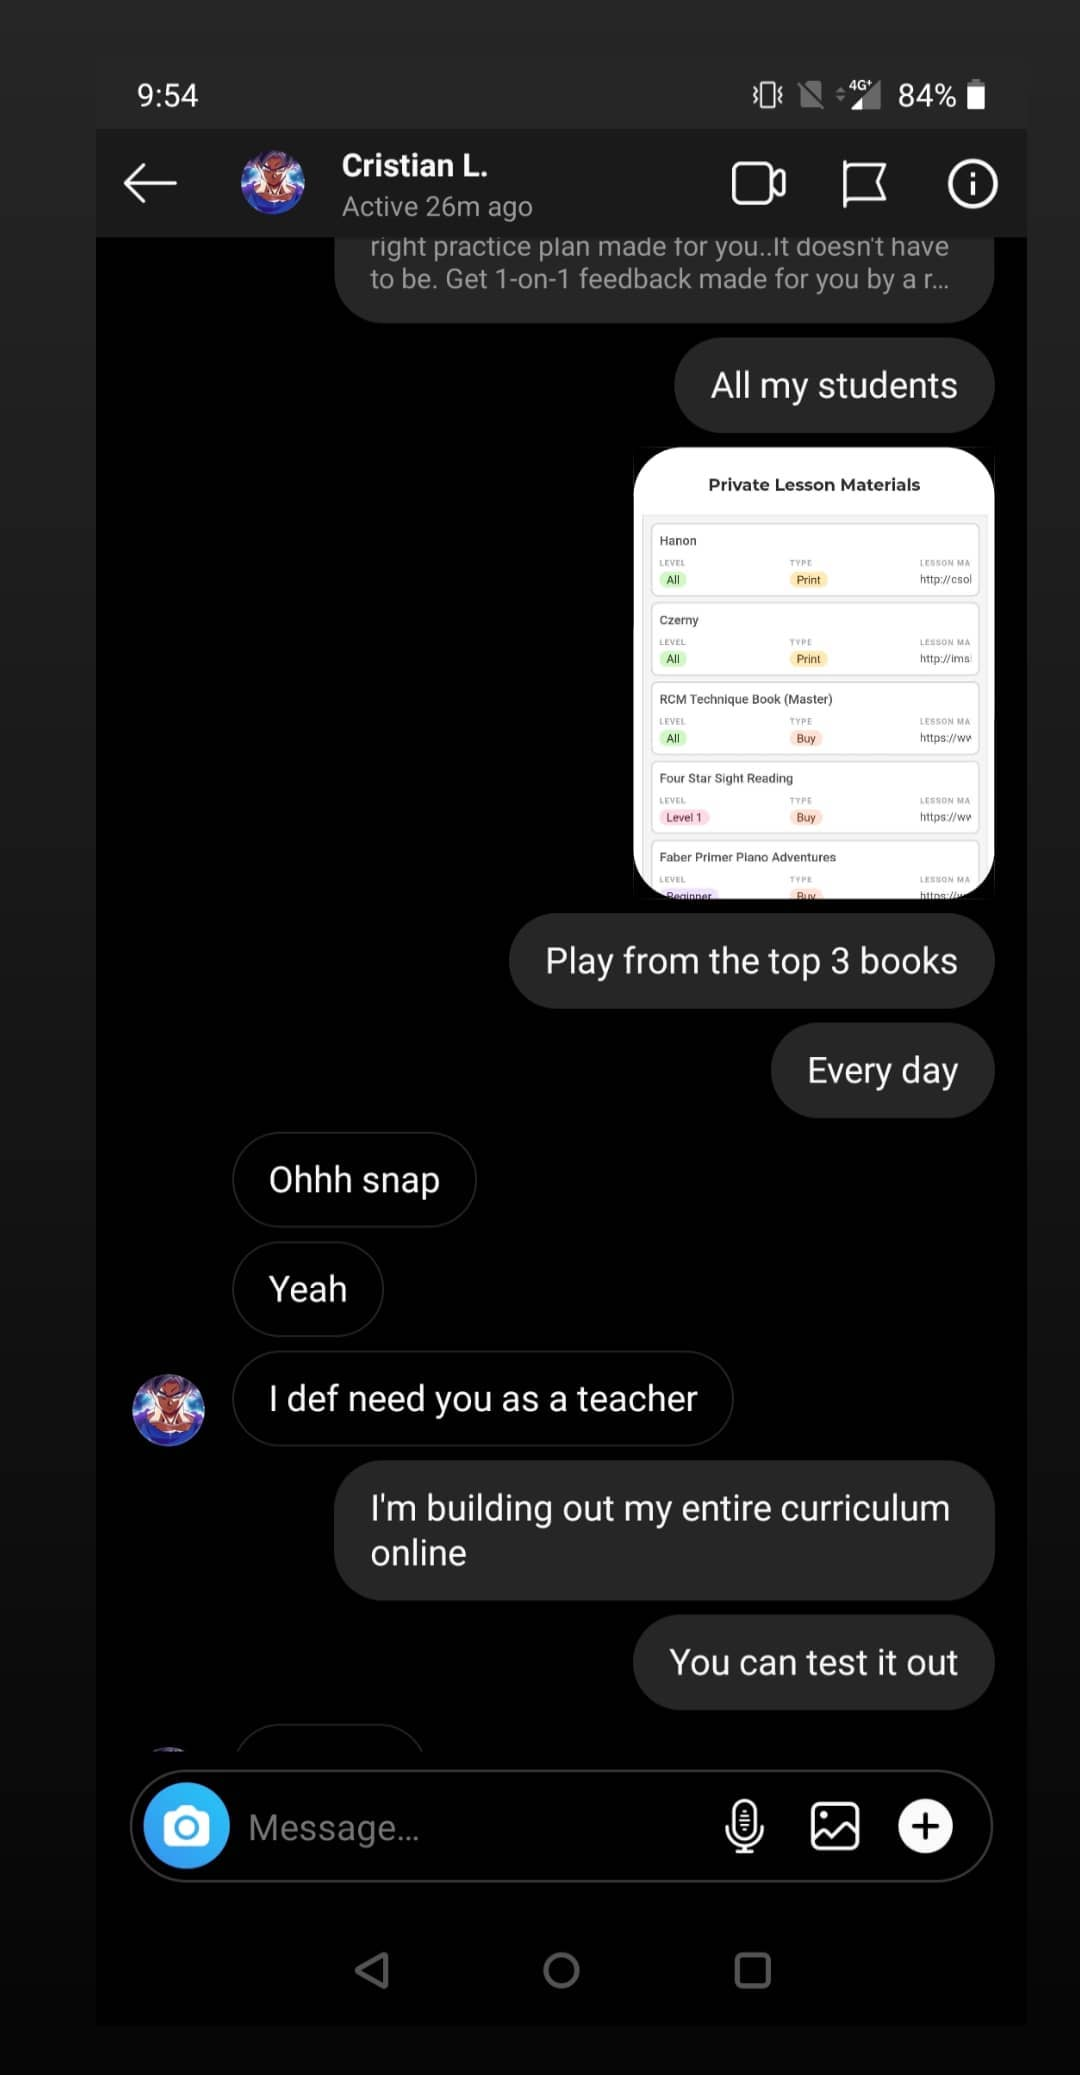 9:54
4G+ 84%
Cristian L.
Active 26m ago
right practice plan made for you..It doesn't have
to be. Get 1-on-1 feedback made for you by a r...
All my students
Private Lesson Materials
Hanon
LEVEL TYPE LESSON MA
All Print http://csol
Czerny
LEVEL TYPE LESSON MA
All Print http://ims
RCM Technique Book (Master)
LEVEL TYPE LESSON MA
All Buy https://ww
Four Star Sight Reading
LEVEL TYPE LESSON MA
Level 1 Buy https://ww
Faber Primer Piano Adventures
LEVEL TYPE LESSON MA
Beginner Buy https://w
Play from the top 3 books
Every day
Ohhh snap
Yeah
I def need you as a teacher
I'm building out my entire curriculum
online
You can test it out
Message...